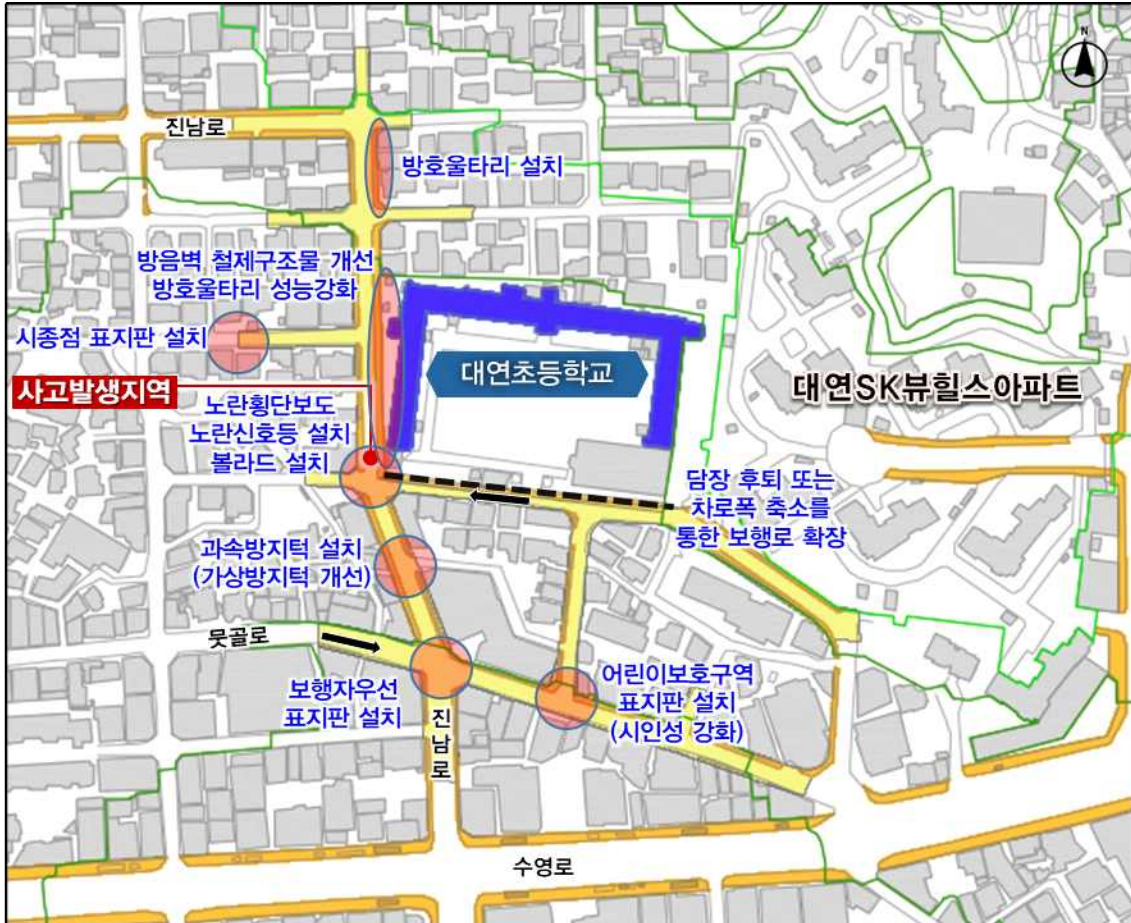 N
진남로
방호울타리 설치
방음벽 철제구조물 개선
방호울타리 성능강화
시종점 표지판 설치
대연초등학교
사고발생지역
대연SK뷰힐스아파트
노란횡단보도
노란신호등 설치
볼라드 설치
담장 후퇴 또는
차로폭 축소를
통한 보행로 확장
과속방지턱 설치
(가상방지턱 개선)
못골로
보행자우선
표지판 설치
어린이보호구역
표지판 설치
(시인성 강화)
진남로
수영로